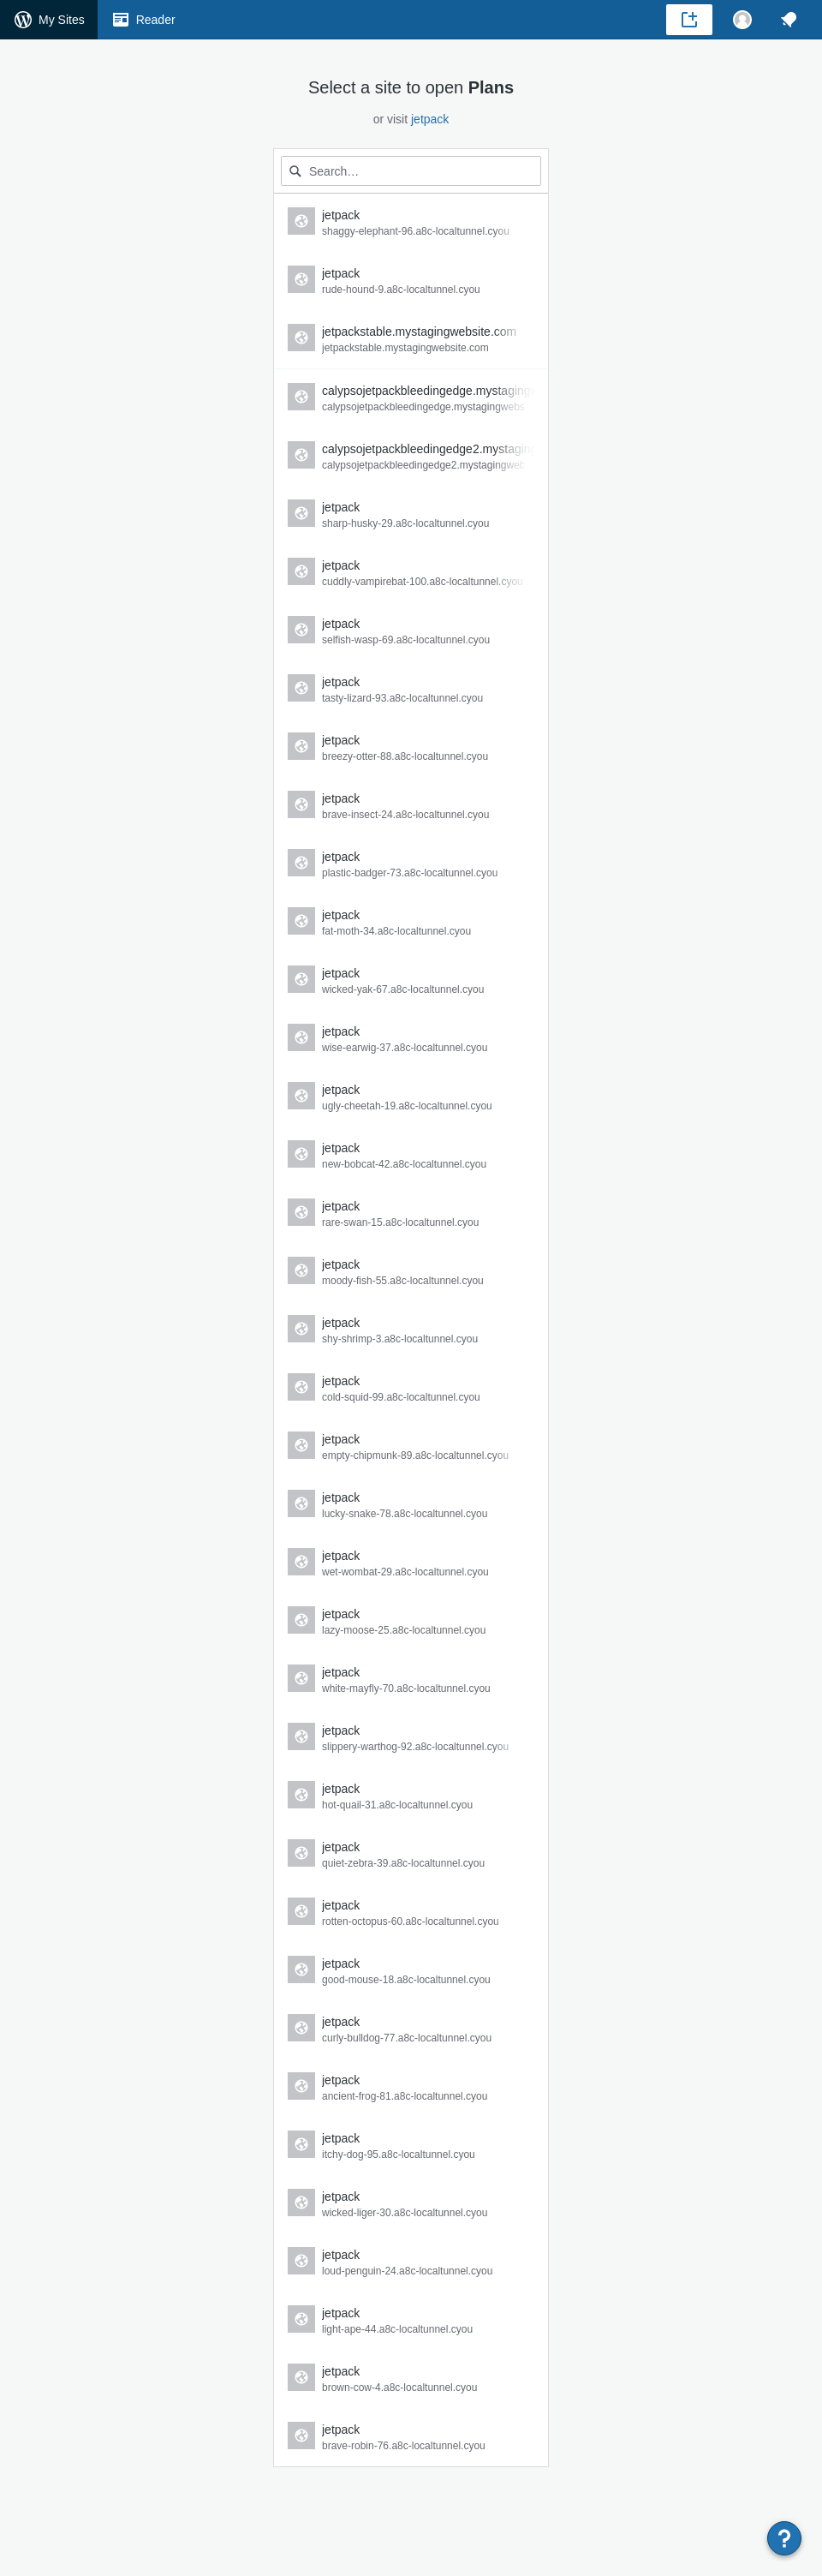 My Sites
Reader
Select a site to open Plans
or visit jetpack
Search…
jetpack
shaggy-elephant-96.a8c-localtunnel.cyou
jetpack
rude-hound-9.a8c-localtunnel.cyou
jetpackstable.mystagingwebsite.com
jetpackstable.mystagingwebsite.com
calypsojetpackbleedingedge.mystaging
calypsojetpackbleedingedge.mystagingwebs
calypsojetpackbleedingedge2.mystaging
calypsojetpackbleedingedge2.mystagingweb
jetpack
sharp-husky-29.a8c-localtunnel.cyou
jetpack
cuddly-vampirebat-100.a8c-localtunnel.cyou
jetpack
selfish-wasp-69.a8c-localtunnel.cyou
jetpack
tasty-lizard-93.a8c-localtunnel.cyou
jetpack
breezy-otter-88.a8c-localtunnel.cyou
jetpack
brave-insect-24.a8c-localtunnel.cyou
jetpack
plastic-badger-73.a8c-localtunnel.cyou
jetpack
fat-moth-34.a8c-localtunnel.cyou
jetpack
wicked-yak-67.a8c-localtunnel.cyou
jetpack
wise-earwig-37.a8c-localtunnel.cyou
jetpack
ugly-cheetah-19.a8c-localtunnel.cyou
jetpack
new-bobcat-42.a8c-localtunnel.cyou
jetpack
rare-swan-15.a8c-localtunnel.cyou
jetpack
moody-fish-55.a8c-localtunnel.cyou
jetpack
shy-shrimp-3.a8c-localtunnel.cyou
jetpack
cold-squid-99.a8c-localtunnel.cyou
jetpack
empty-chipmunk-89.a8c-localtunnel.cyou
jetpack
lucky-snake-78.a8c-localtunnel.cyou
jetpack
wet-wombat-29.a8c-localtunnel.cyou
jetpack
lazy-moose-25.a8c-localtunnel.cyou
jetpack
white-mayfly-70.a8c-localtunnel.cyou
jetpack
slippery-warthog-92.a8c-localtunnel.cyou
jetpack
hot-quail-31.a8c-localtunnel.cyou
jetpack
quiet-zebra-39.a8c-localtunnel.cyou
jetpack
rotten-octopus-60.a8c-localtunnel.cyou
jetpack
good-mouse-18.a8c-localtunnel.cyou
jetpack
curly-bulldog-77.a8c-localtunnel.cyou
jetpack
ancient-frog-81.a8c-localtunnel.cyou
jetpack
itchy-dog-95.a8c-localtunnel.cyou
jetpack
wicked-liger-30.a8c-localtunnel.cyou
jetpack
loud-penguin-24.a8c-localtunnel.cyou
jetpack
light-ape-44.a8c-localtunnel.cyou
jetpack
brown-cow-4.a8c-localtunnel.cyou
jetpack
brave-robin-76.a8c-localtunnel.cyou